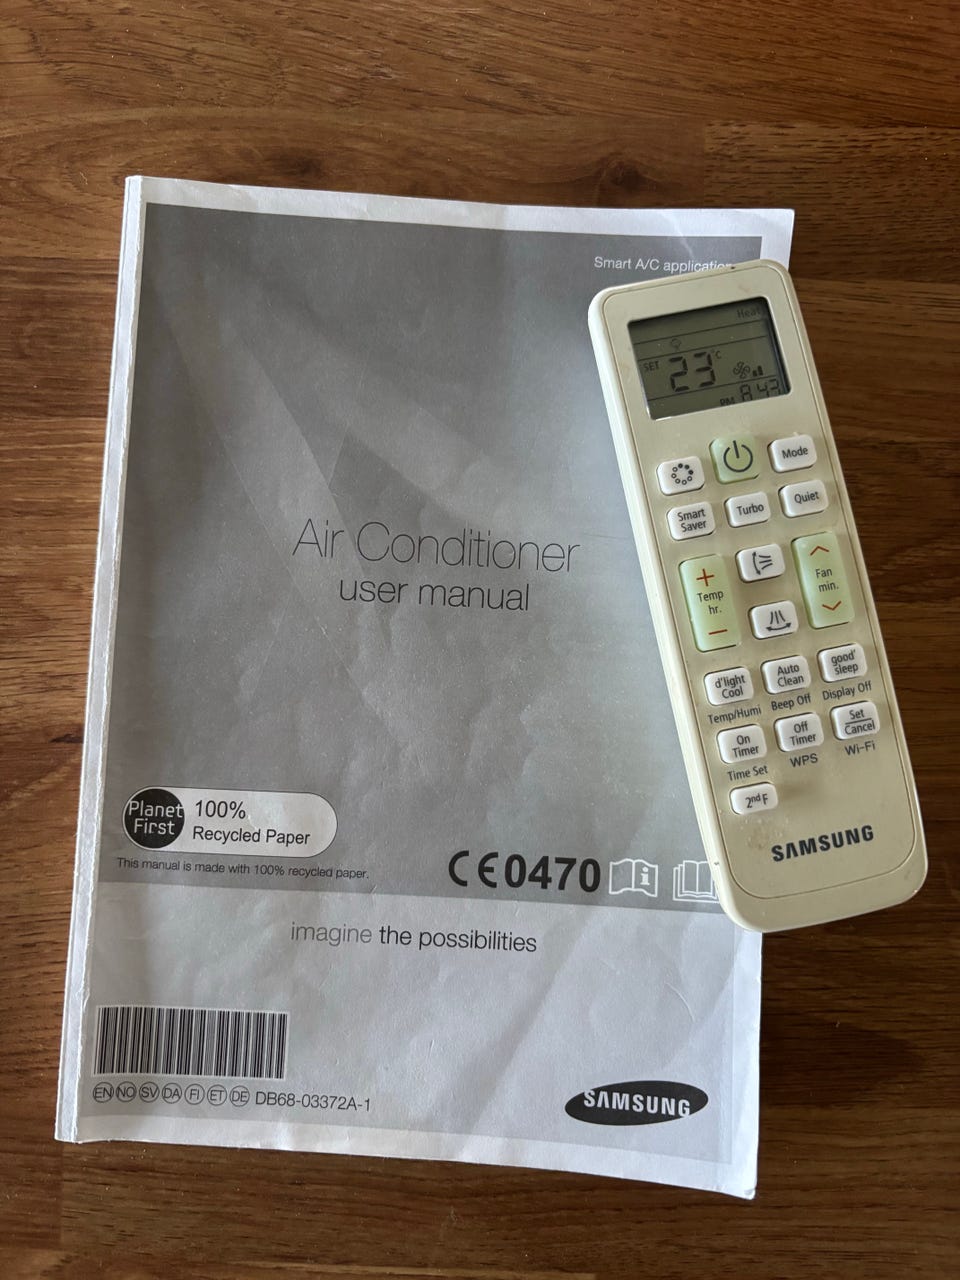 Smart A/C application
Air Conditioner
user manual
Planet
First
100%
Recycled Paper
This manual is made with 100% recycled paper.
CE0470
i
imagine the possibilities
EN NO SV DA FI ET DE DB68-03372A-1
SAMSUNG
Heat
SET 23°C
PM 8:43
Mode
Smart
Saver
Turbo
Quiet
+
Temp
hr.
−
Fan
min.
d'light
Cool
Auto
Clean
good'
sleep
Temp/Humi
Beep Off
Display Off
On
Timer
Off
Timer
Set
Cancel
Time Set
WPS
Wi-Fi
2nd F
SAMSUNG